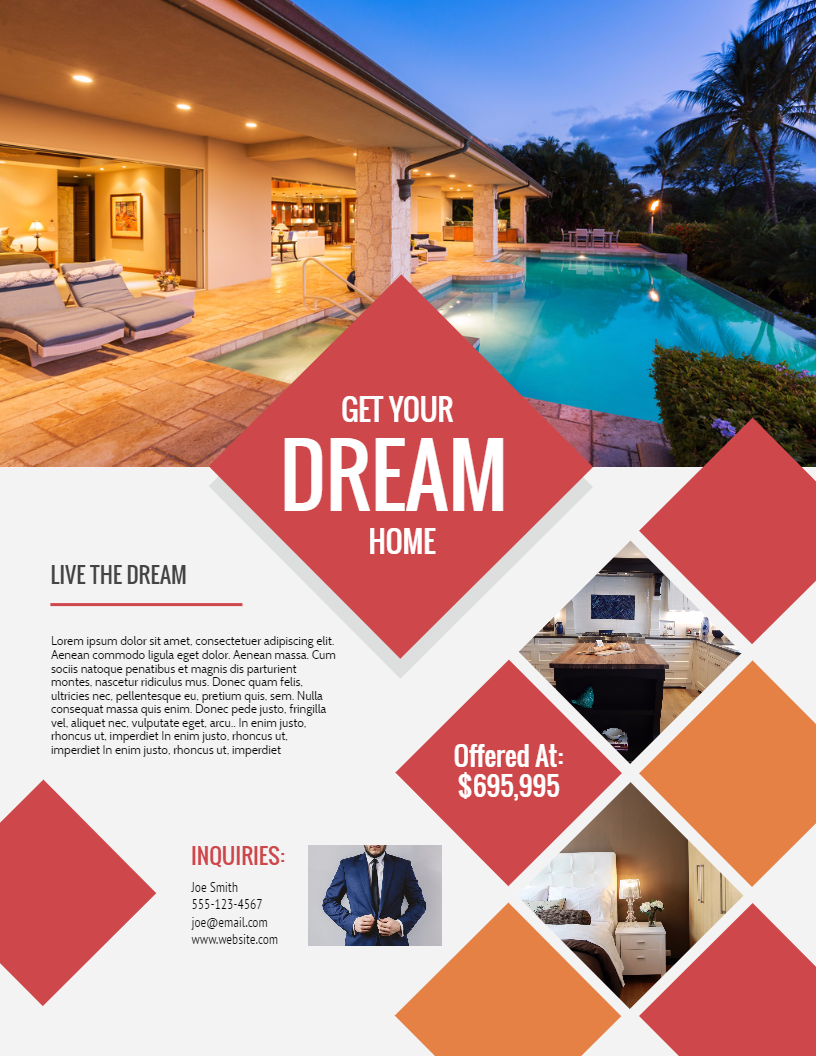 GET YOUR
DREAM
HOME
LIVE THE DREAM
Lorem ipsum dolor sit amet, consectetuer adipiscing elit.
Aenean commodo ligula eget dolor. Aenean massa. Cum
sociis natoque penatibus et magnis dis parturient
montes, nascetur ridiculus mus. Donec quam felis,
ultricies nec, pellentesque eu, pretium quis, sem. Nulla
consequat massa quis enim. Donec pede justo, fringilla
vel, aliquet nec, vulputate eget, arcu.. In enim justo,
rhoncus ut, imperdiet In enim justo, rhoncus ut,
imperdiet In enim justo, rhoncus ut, imperdiet
Offered At:
$695,995
INQUIRIES:
Joe Smith
555-123-4567
joe@email.com
www.website.com